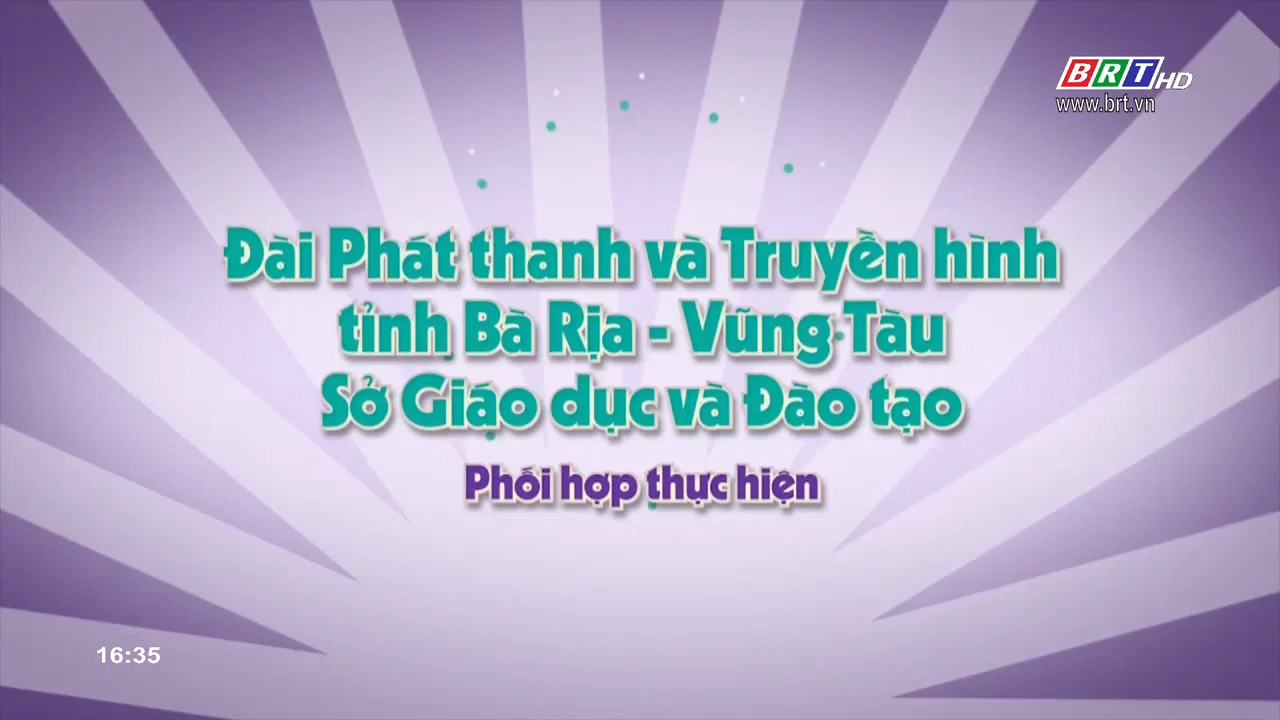 BRT HD
www.brt.vn
Đài Phát thanh và Truyền hình
tỉnh Bà Rịa - Vũng Tàu
Sở Giáo dục và Đào tạo
Phối hợp thực hiện
16:35